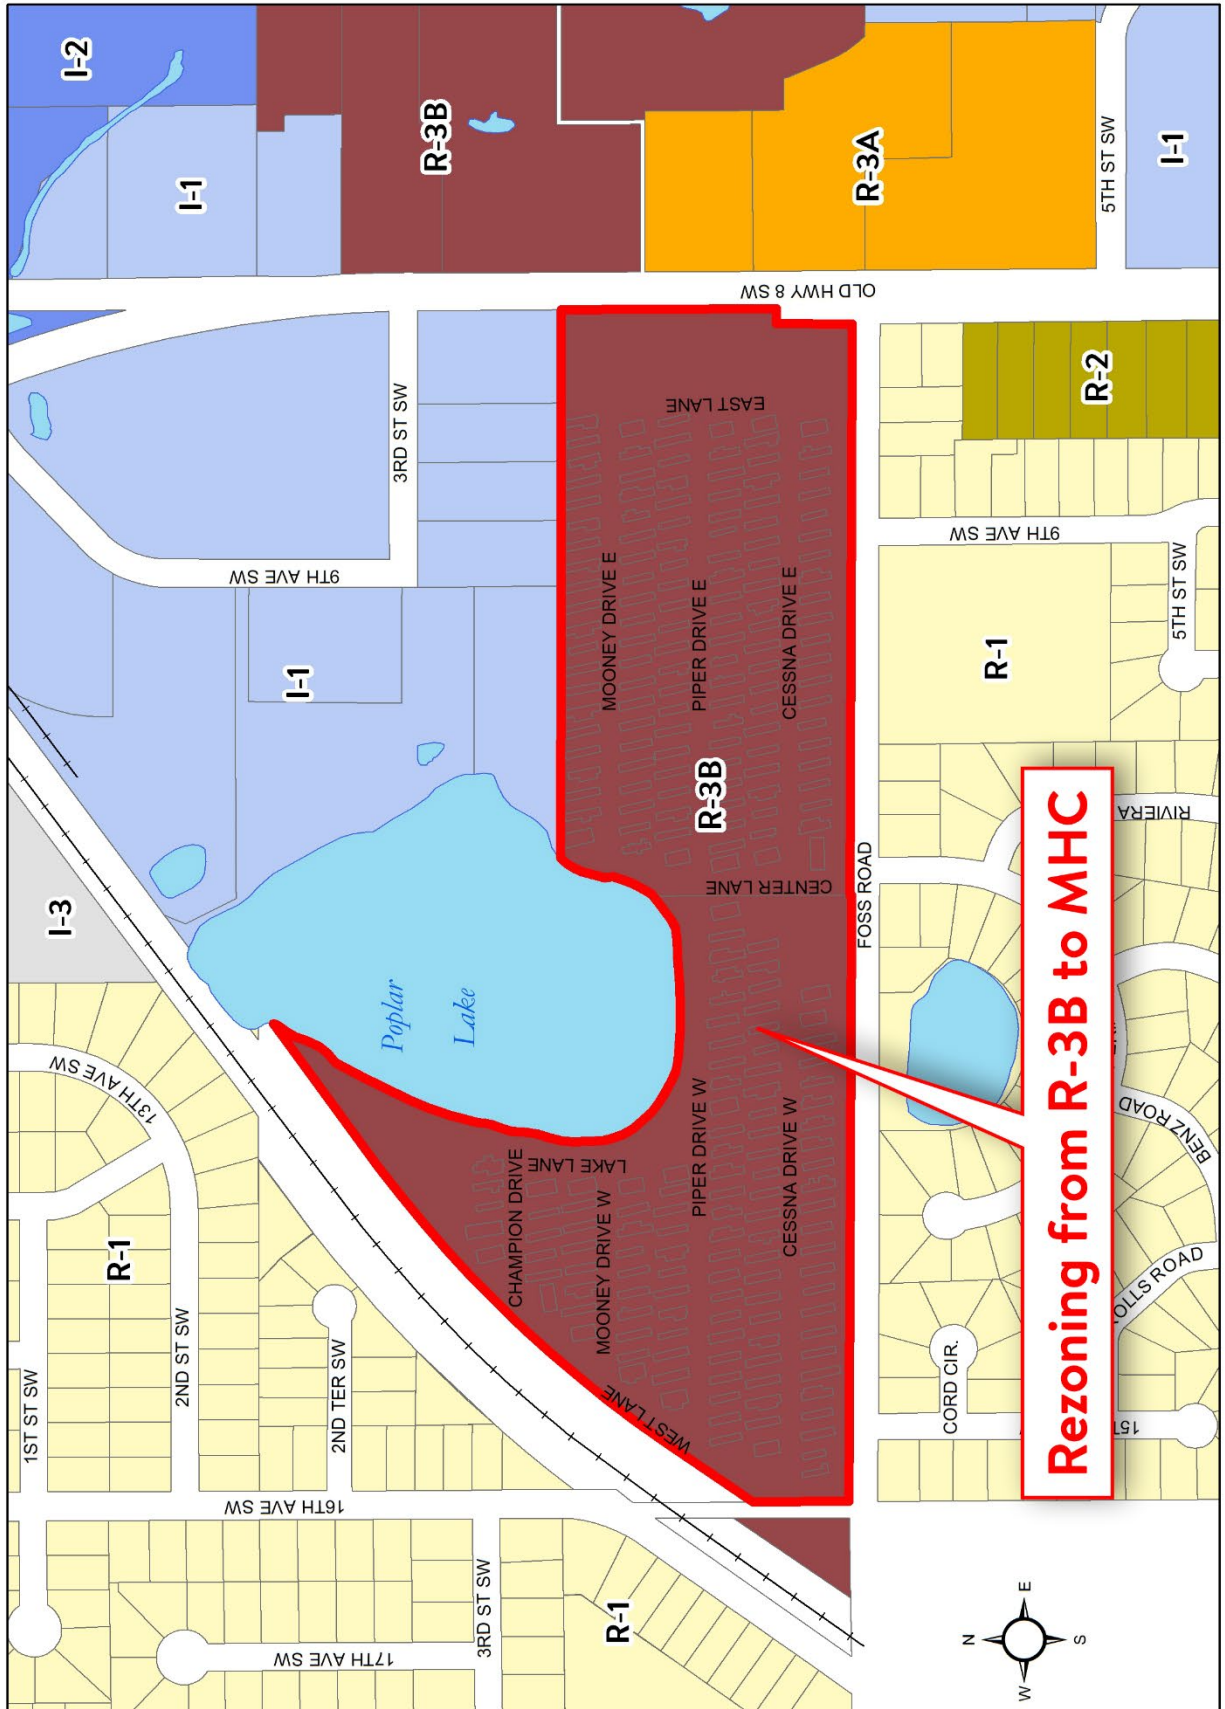 1ST ST SW
I-3
I-2
13TH AVE SW
R-1
2ND ST SW
I-1
16TH AVE SW
9TH AVE SW
17TH AVE SW
2ND TER SW
I-1
Poplar
Lake
3RD ST SW
R-3B
3RD ST SW
CHAMPION DRIVE
LAKE LANE
MOONEY DRIVE W
MOONEY DRIVE E
R-1
WEST LANE
PIPER DRIVE W
PIPER DRIVE E
EAST LANE
R-3B
CENTER LANE
CESSNA DRIVE W
CESSNA DRIVE E
OLD HWY 8 SW
R-3A
FOSS ROAD
CORD CIR.
9TH AVE SW
R-1
R-2
5TH ST SW
Rezoning from R-3B to MHC
15T
OLLS ROAD
BENZ ROAD
RIVIERA
5TH ST SW
I-1
N
W
E
S